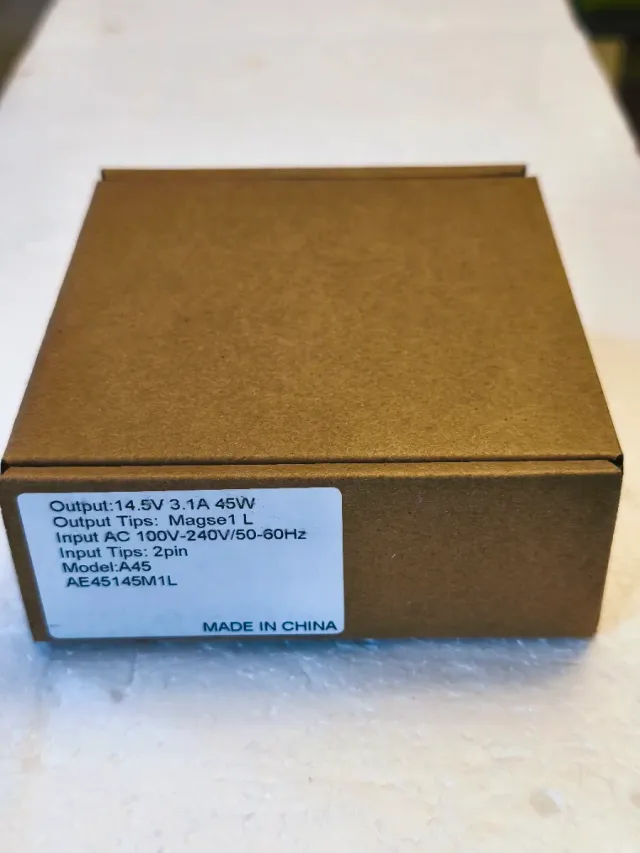 Output:14.5V 3.1A 45W
Output Tips: Magse1 L
Input AC 100V-240V/50-60Hz
Input Tips: 2pin
Model:A45
AE45145M1L
MADE IN CHINA